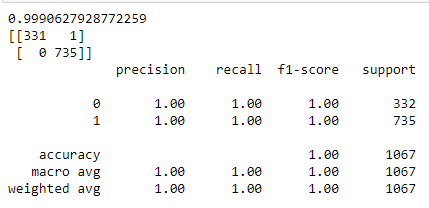 0.9990627928772259
[[331   1]
 [  0 735]]
              precision    recall  f1-score   support

           0       1.00      1.00      1.00       332
           1       1.00      1.00      1.00       735

    accuracy                           1.00      1067
   macro avg       1.00      1.00      1.00      1067
weighted avg       1.00      1.00      1.00      1067